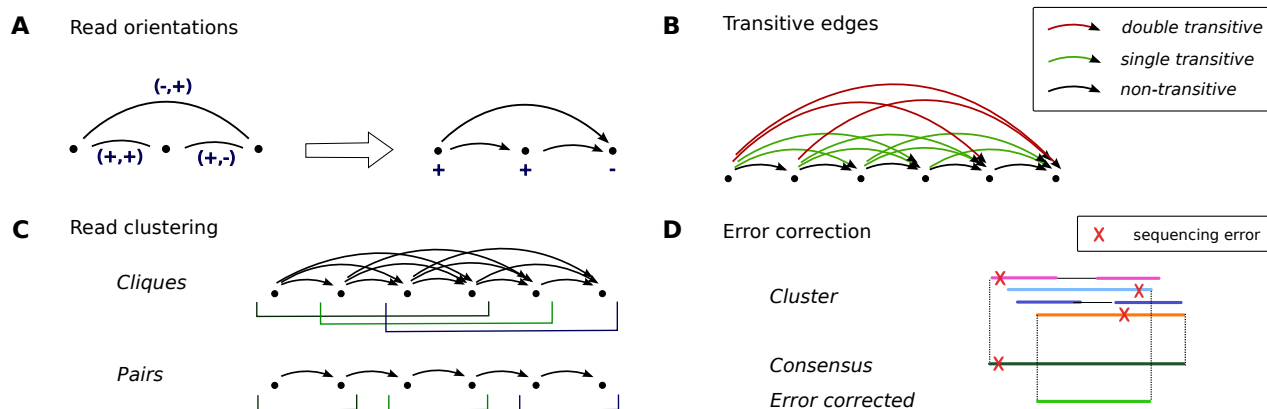 A Read orientations
(-,+)
(+,+) (+,-)
+ + -
B Transitive edges
double transitive
single transitive
non-transitive
C Read clustering
Cliques
Pairs
D Error correction
X sequencing error
Cluster
Consensus
Error corrected